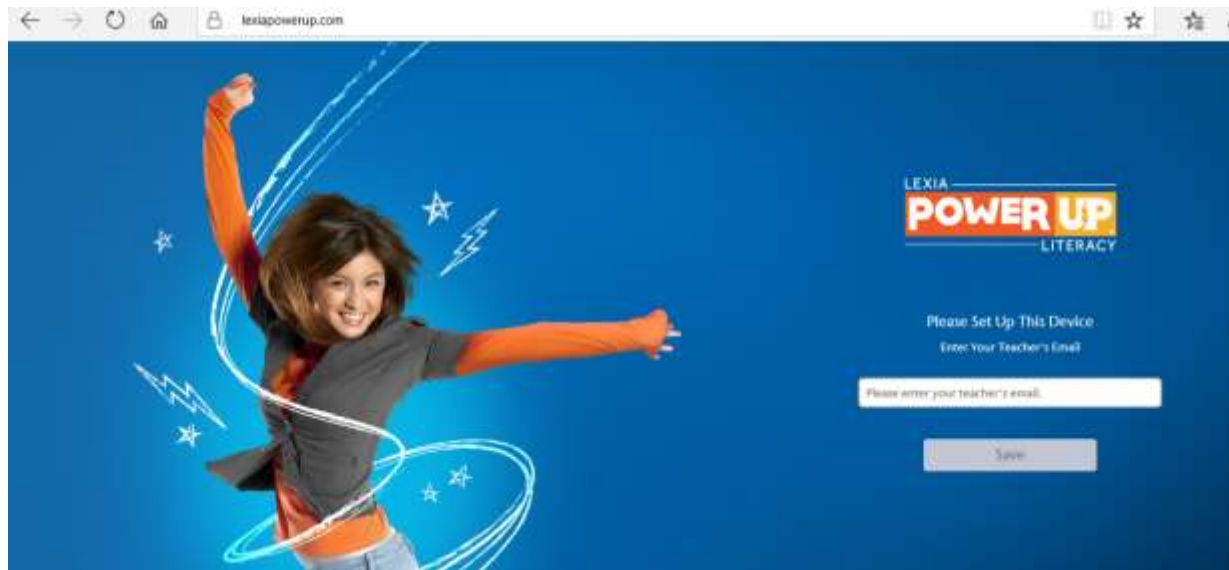 lexiapowerup.com
LEXIA
POWER UP
LITERACY
Please Set Up This Device
Enter Your Teacher's Email
Please enter your teacher's email.
Save